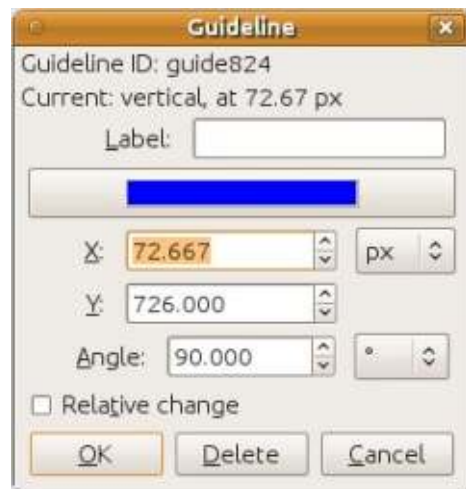 Guideline
Guideline ID: guide824
Current: vertical, at 72.67 px
Label:
X: 72.667 px
Y: 726.000
Angle: 90.000 °
Relative change
OK Delete Cancel